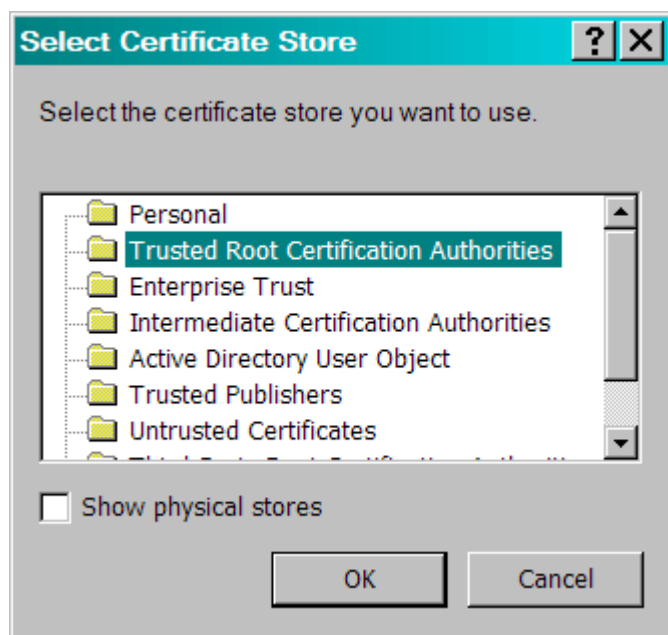 Select Certificate Store
Select the certificate store you want to use.
Personal
Trusted Root Certification Authorities
Enterprise Trust
Intermediate Certification Authorities
Active Directory User Object
Trusted Publishers
Untrusted Certificates
Show physical stores
OK Cancel